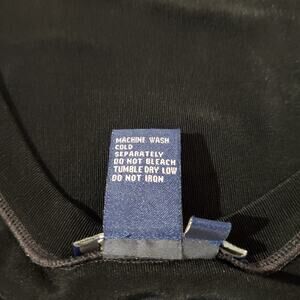 MACHINE WASH
COLD
SEPARATELY
DO NOT BLEACH
TUMBLE DRY LOW
DO NOT IRON